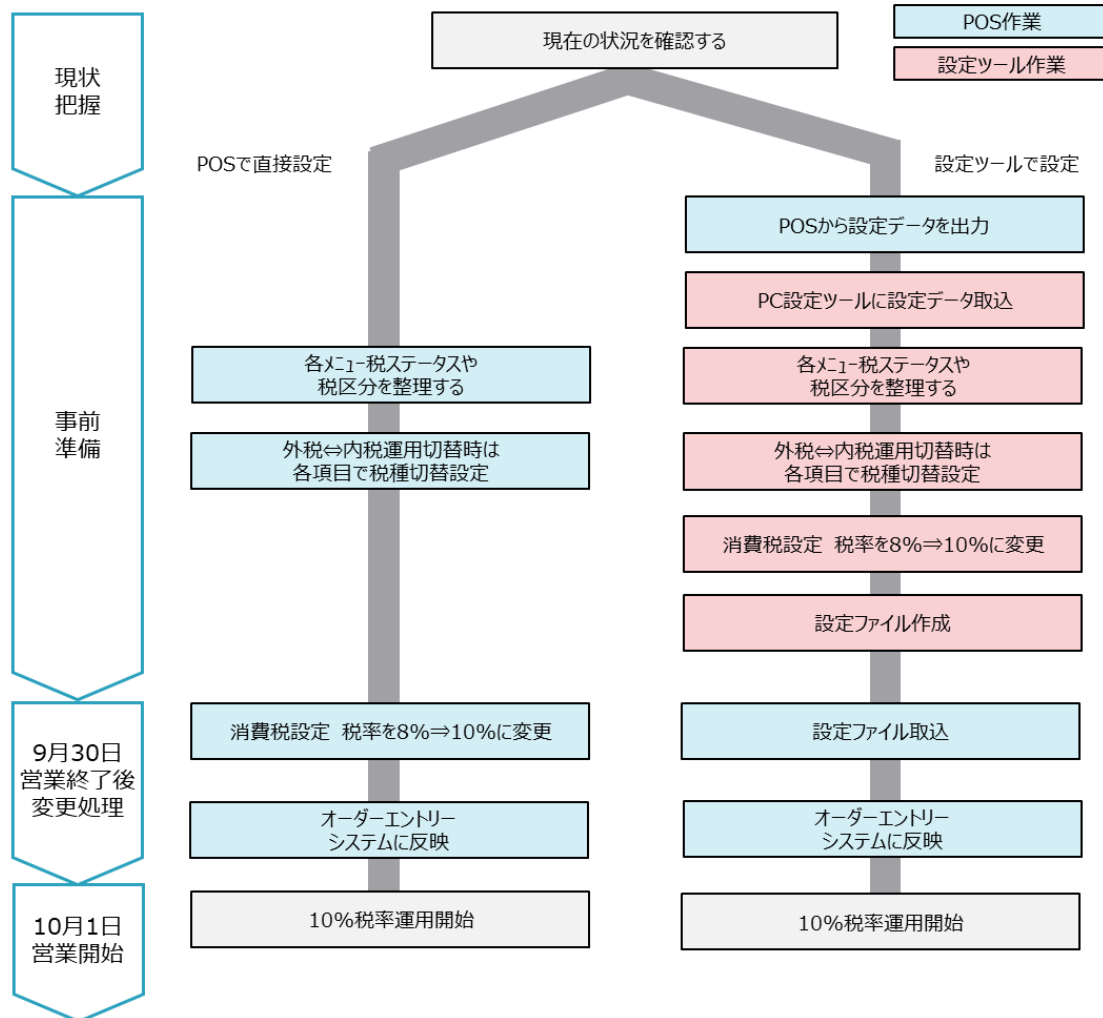 現在の状況を確認する
POS作業
設定ツール作業
現状
把握
POSで直接設定
設定ツールで設定
POSから設定データを出力
PC設定ツールに設定データ取込
各メニュー税ステータスや
税区分を整理する
各メニュー税ステータスや
税区分を整理する
事前
準備
外税⇔内税運用切替時は
各項目で税種切替設定
外税⇔内税運用切替時は
各項目で税種切替設定
消費税設定 税率を8%⇒10%に変更
設定ファイル作成
9月30日
営業終了後
変更処理
消費税設定 税率を8%⇒10%に変更
設定ファイル取込
オーダーエントリー
システムに反映
オーダーエントリー
システムに反映
10月1日
営業開始
10%税率運用開始
10%税率運用開始